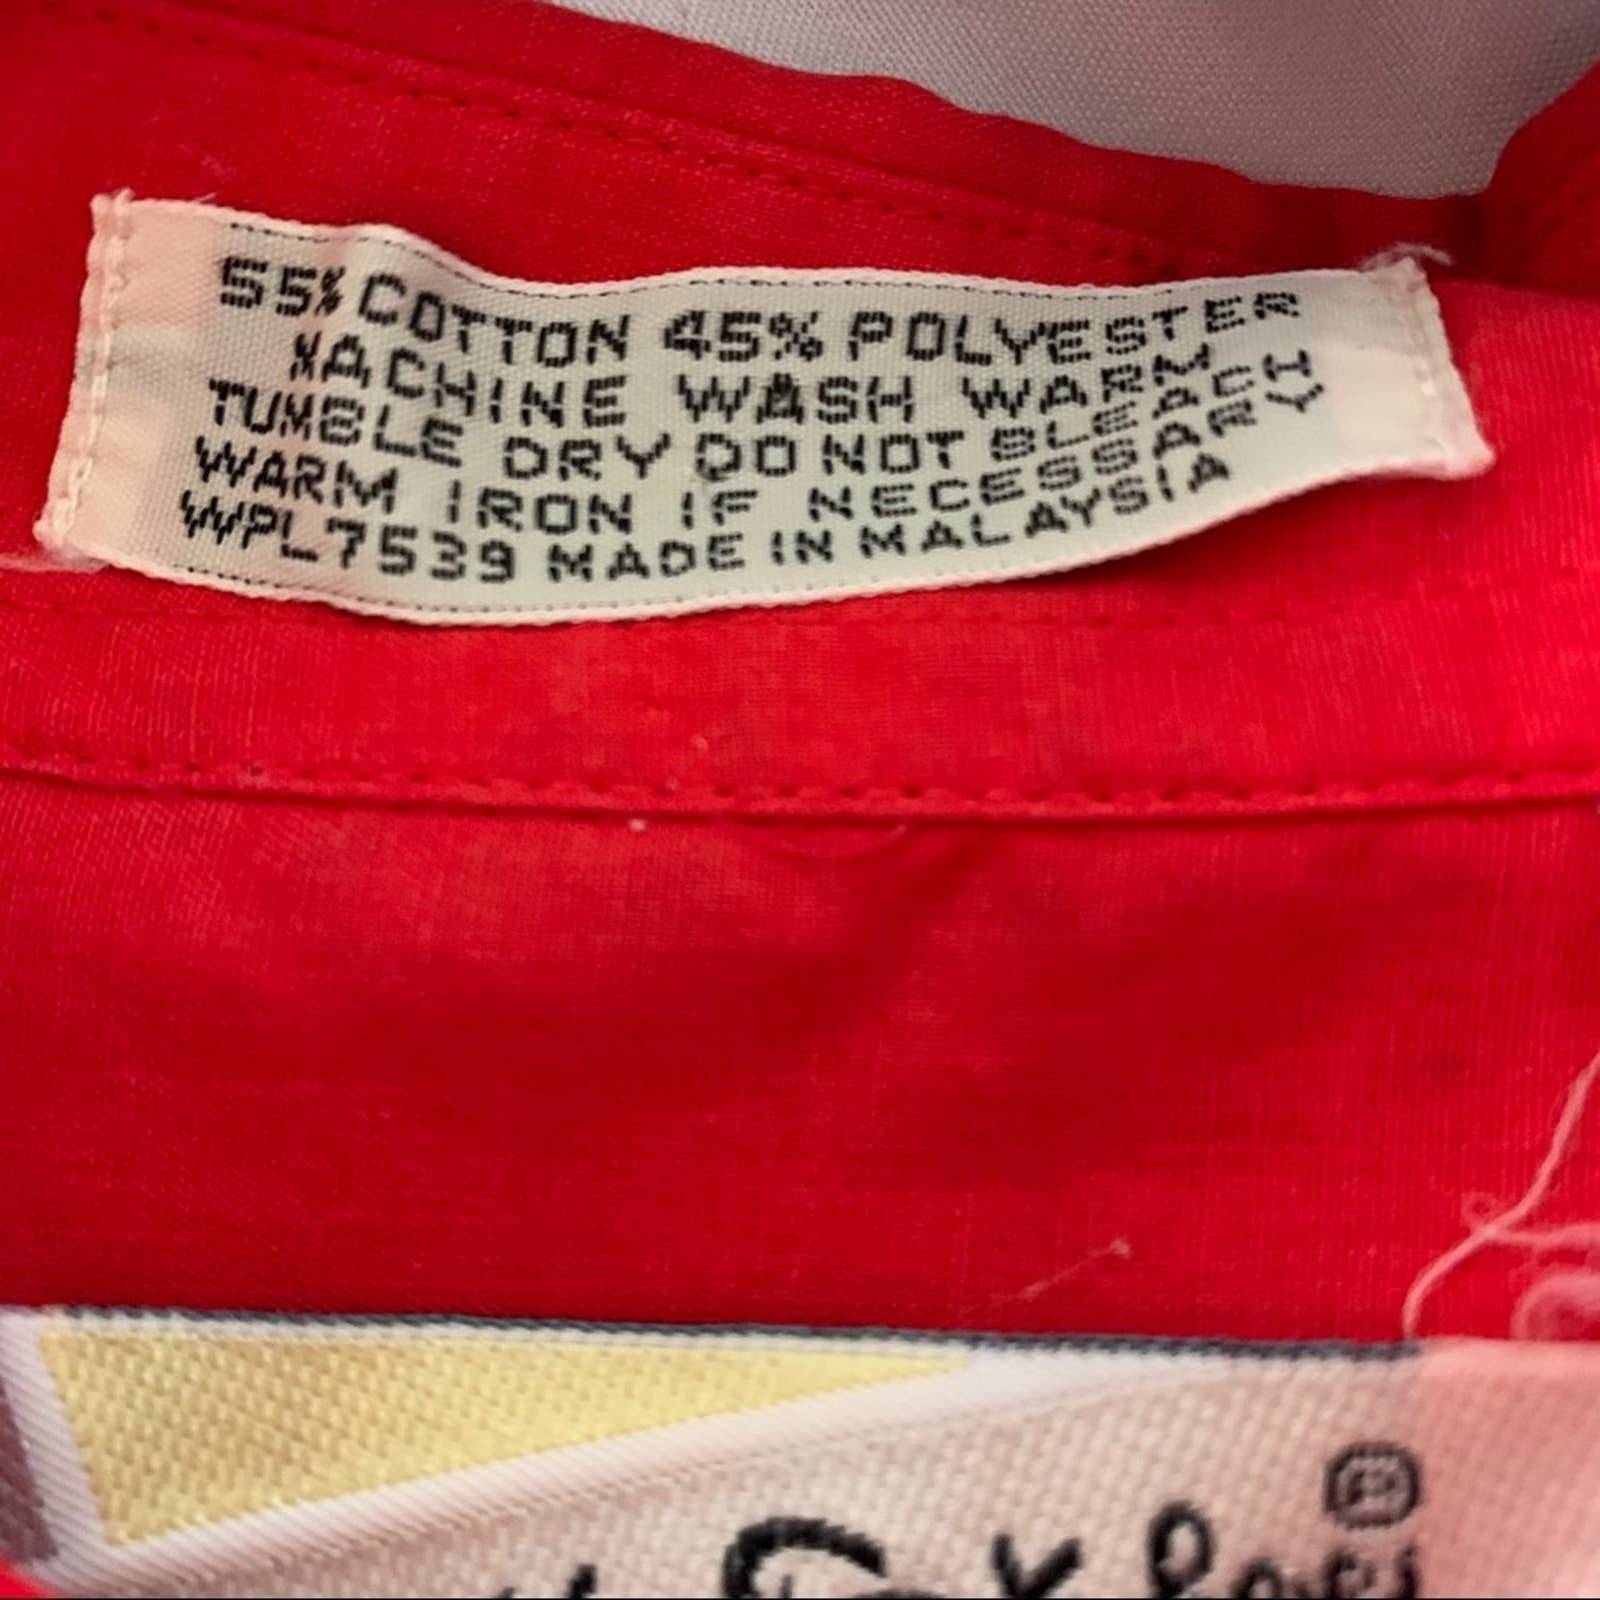 55% COTTON 45% POLYESTER
MACHINE WASH WARM
TUMBLE DRY DO NOT BLEACH
WARM IRON IF NECESSARY
WPL7539 MADE IN MALAYSIA
®